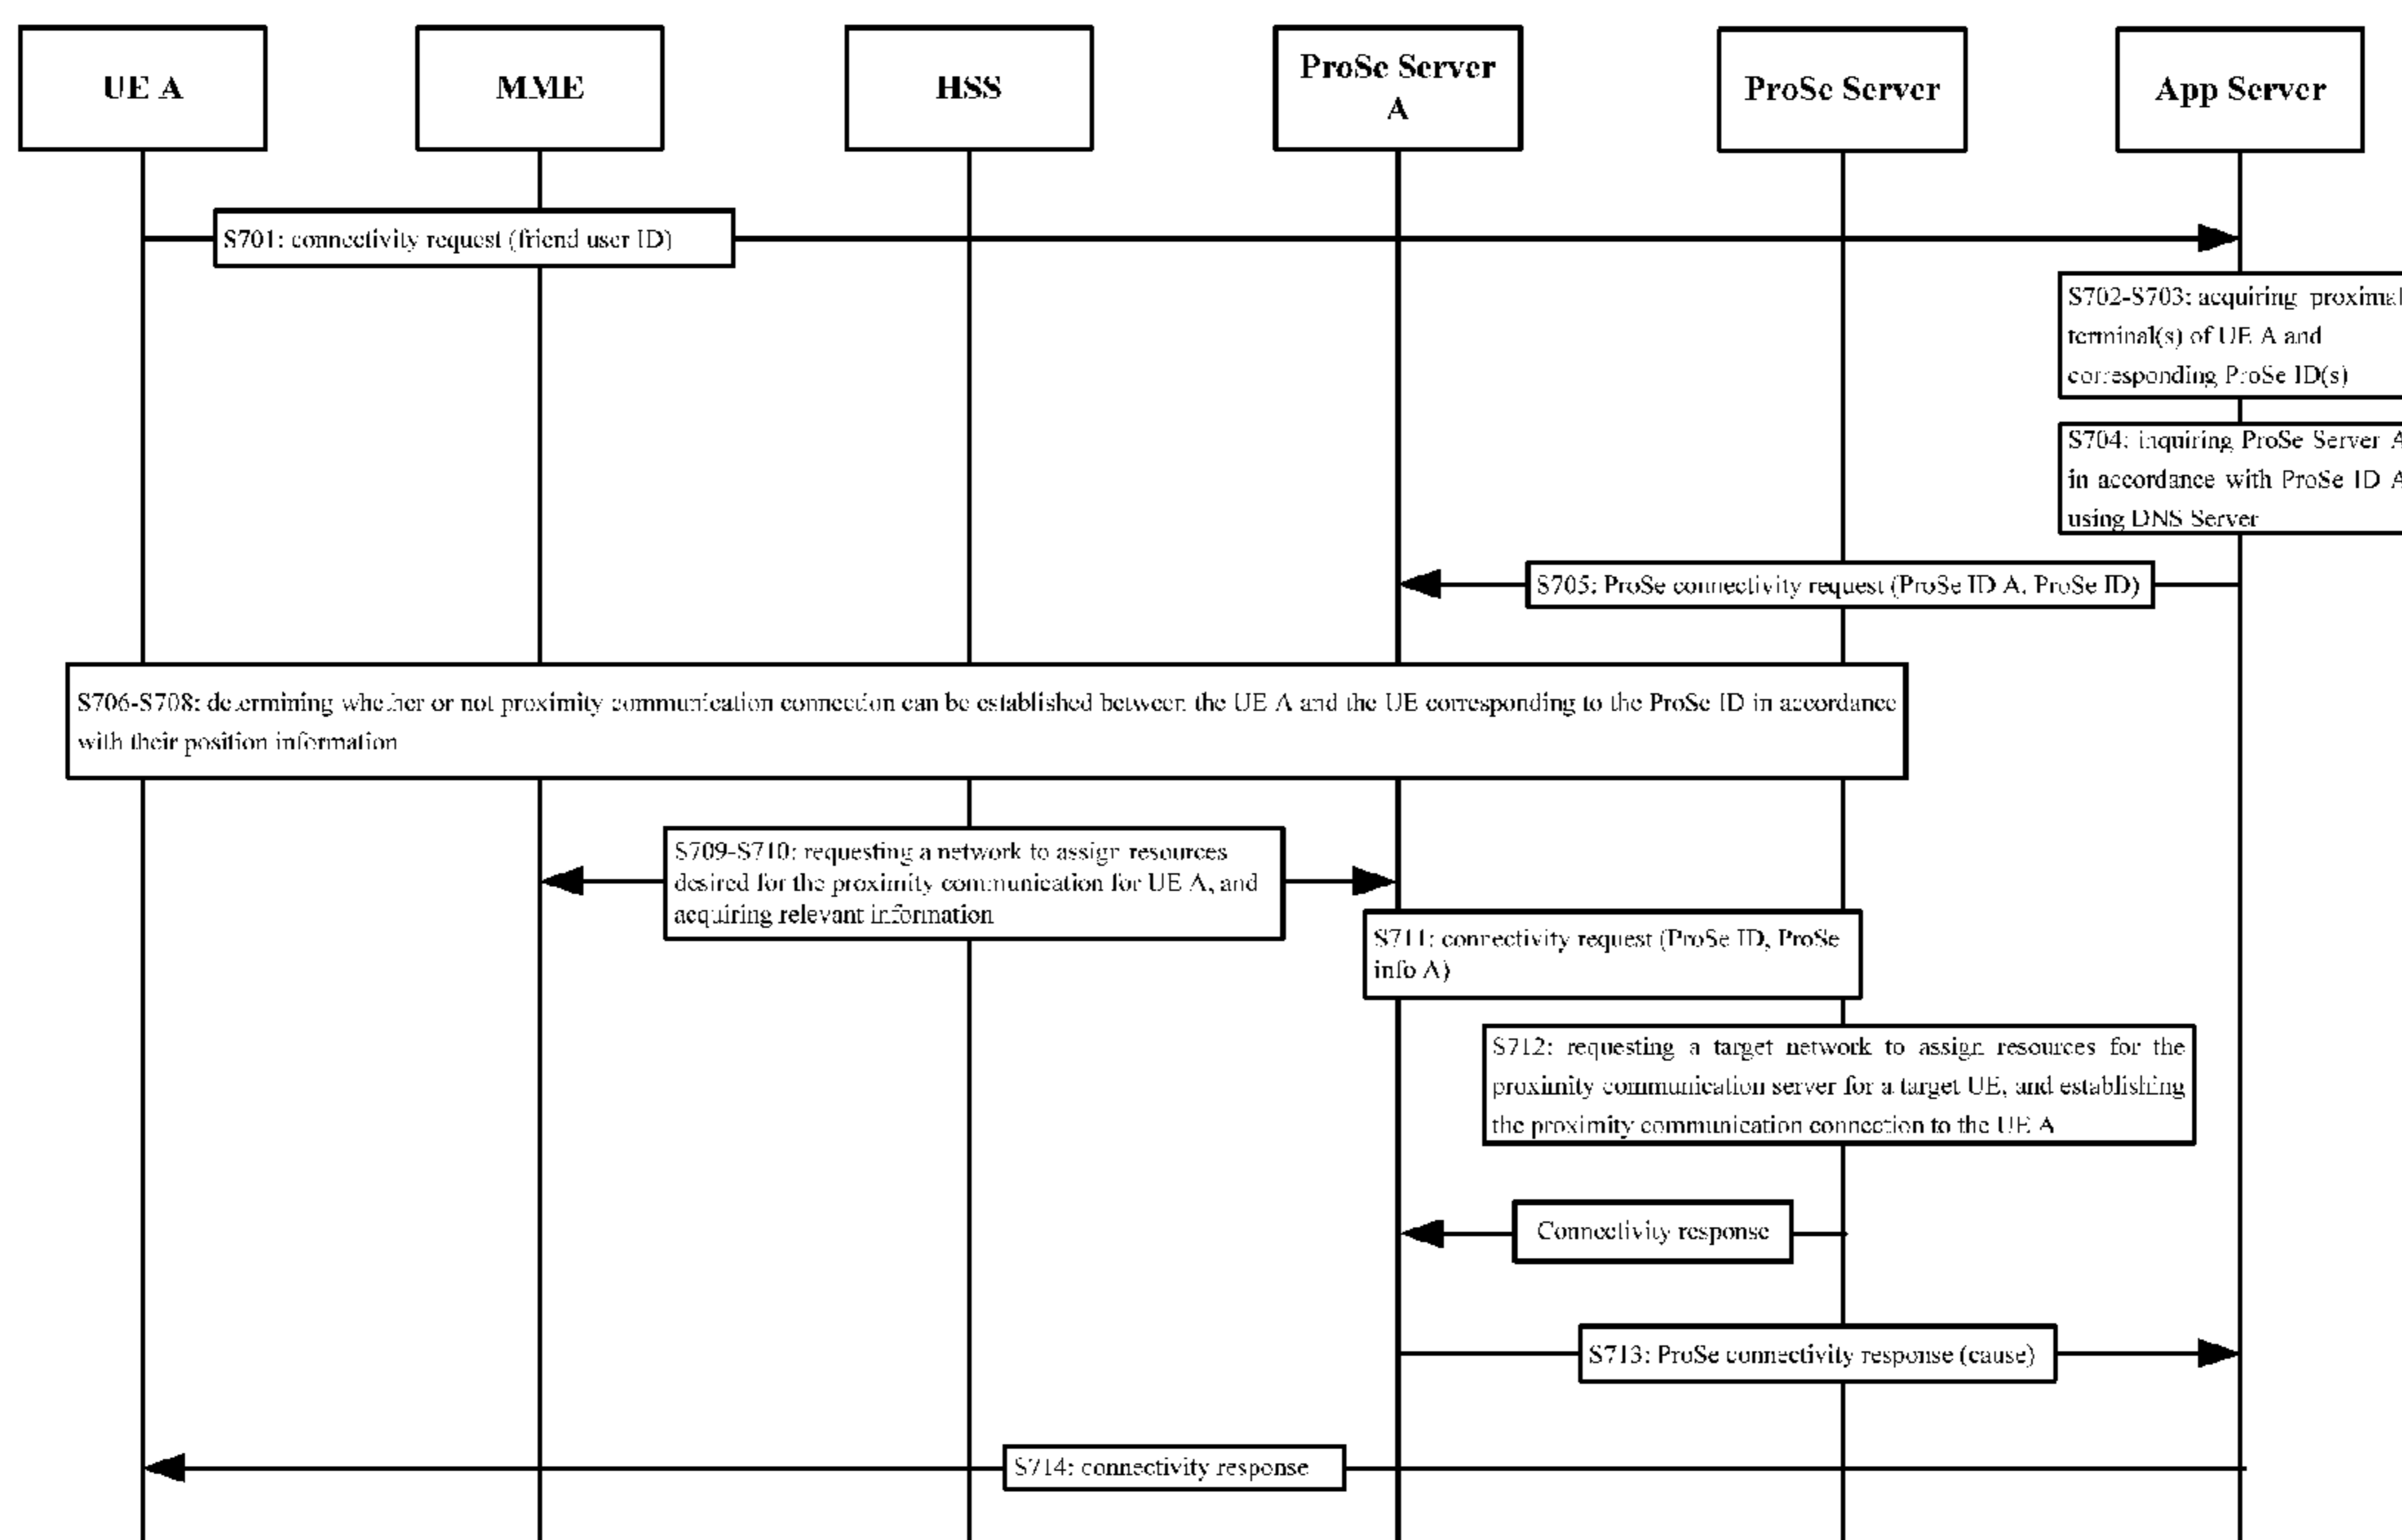 UE A
MME
HSS
ProSe Server
A
ProSe Server
App Server
S701: connectivity request (friend user ID)
S702-S703: acquiring proximal
terminal(s) of UE A and
corresponding ProSe ID(s)
S704: inquiring ProSe Server A
in accordance with ProSe ID A
using DNS Server
S705: ProSe connectivity request (ProSe ID A, ProSe ID)
S706-S708: determining whether or not proximity communication connection can be established between the UE A and the UE corresponding to the ProSe ID in accordance
with their position information
S709-S710: requesting a network to assign resources
desired for the proximity communication for UE A, and
acquiring relevant information
S711: connectivity request (ProSe ID, ProSe
info A)
S712: requesting a target network to assign resources for the
proximity communication server for a target UE, and establishing
the proximity communication connection to the UE A
Connectivity response
S713: ProSe connectivity response (cause)
S714: connectivity response